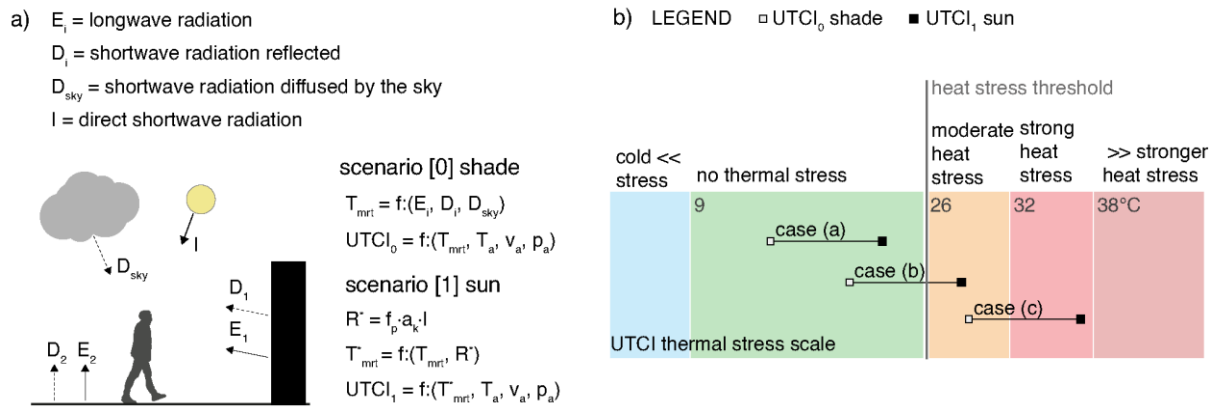 a) E_i = longwave radiation
D_i = shortwave radiation reflected
D_sky = shortwave radiation diffused by the sky
I = direct shortwave radiation
I
D_sky
D_1
E_1
D_2 E_2
scenario [0] shade
T_mrt = f:(E_i, D_i, D_sky)
UTCI_0 = f:(T_mrt, T_a, v_a, p_a)
scenario [1] sun
R^* = f_p·a_k·I
T^*_mrt = f:(T_mrt, R^*)
UTCI_1 = f:(T^*_mrt, T_a, v_a, p_a)
b) LEGEND UTCI_0 shade UTCI_1 sun
heat stress threshold
cold <<
stress
no thermal stress
moderate
heat
stress
strong
heat
stress
>> stronger
heat stress
9 26 32 38°C
case (a)
case (b)
case (c)
UTCI thermal stress scale